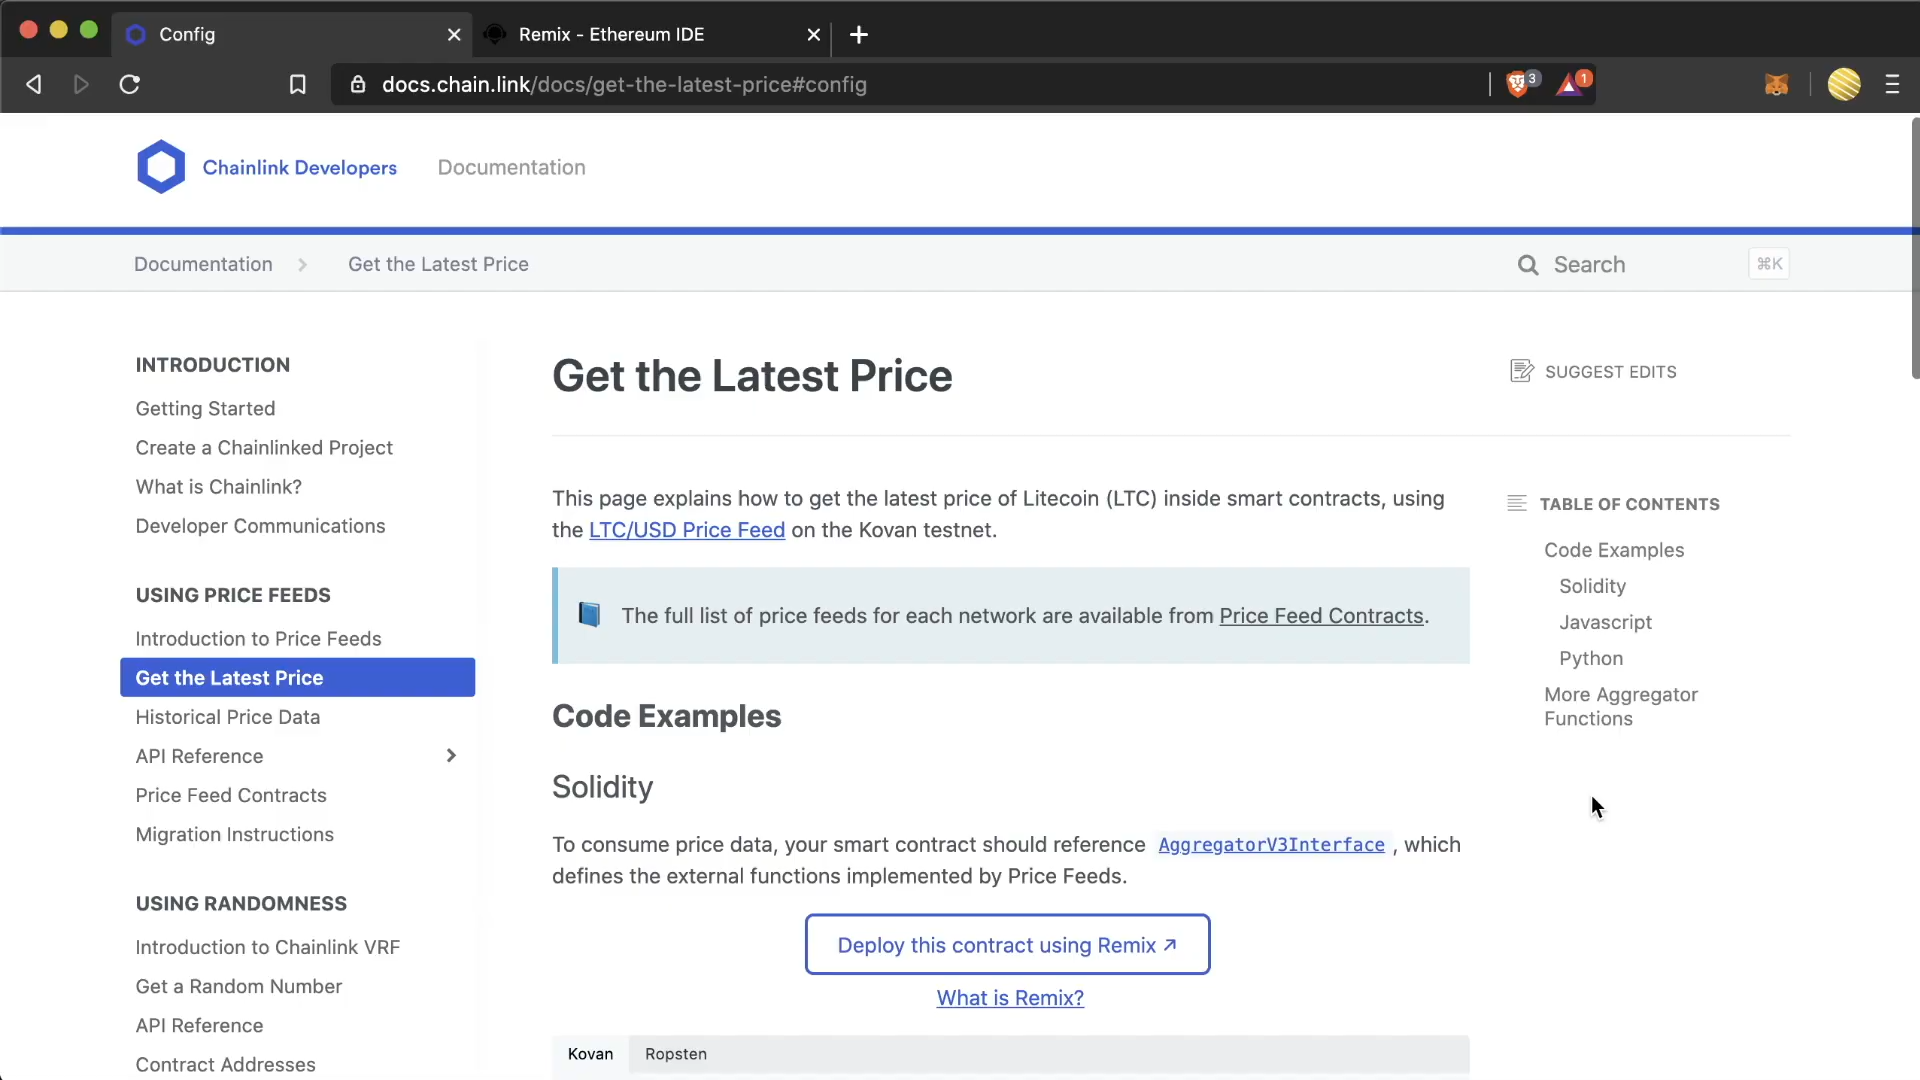 Config
Remix - Ethereum IDE
docs.chain.link/docs/get-the-latest-price#config
3
1
Chainlink Developers
Documentation
Documentation
Get the Latest Price
Search
⌘K
INTRODUCTION
Getting Started
Create a Chainlinked Project
What is Chainlink?
Developer Communications
USING PRICE FEEDS
Introduction to Price Feeds
Get the Latest Price
Historical Price Data
API Reference
Price Feed Contracts
Migration Instructions
USING RANDOMNESS
Introduction to Chainlink VRF
Get a Random Number
API Reference
Contract Addresses
Get the Latest Price
This page explains how to get the latest price of Litecoin (LTC) inside smart contracts, using
the LTC/USD Price Feed on the Kovan testnet.
The full list of price feeds for each network are available from Price Feed Contracts.
Code Examples
Solidity
To consume price data, your smart contract should reference AggregatorV3Interface , which
defines the external functions implemented by Price Feeds.
Deploy this contract using Remix ↗
What is Remix?
Kovan
Ropsten
SUGGEST EDITS
TABLE OF CONTENTS
Code Examples
Solidity
Javascript
Python
More Aggregator
Functions